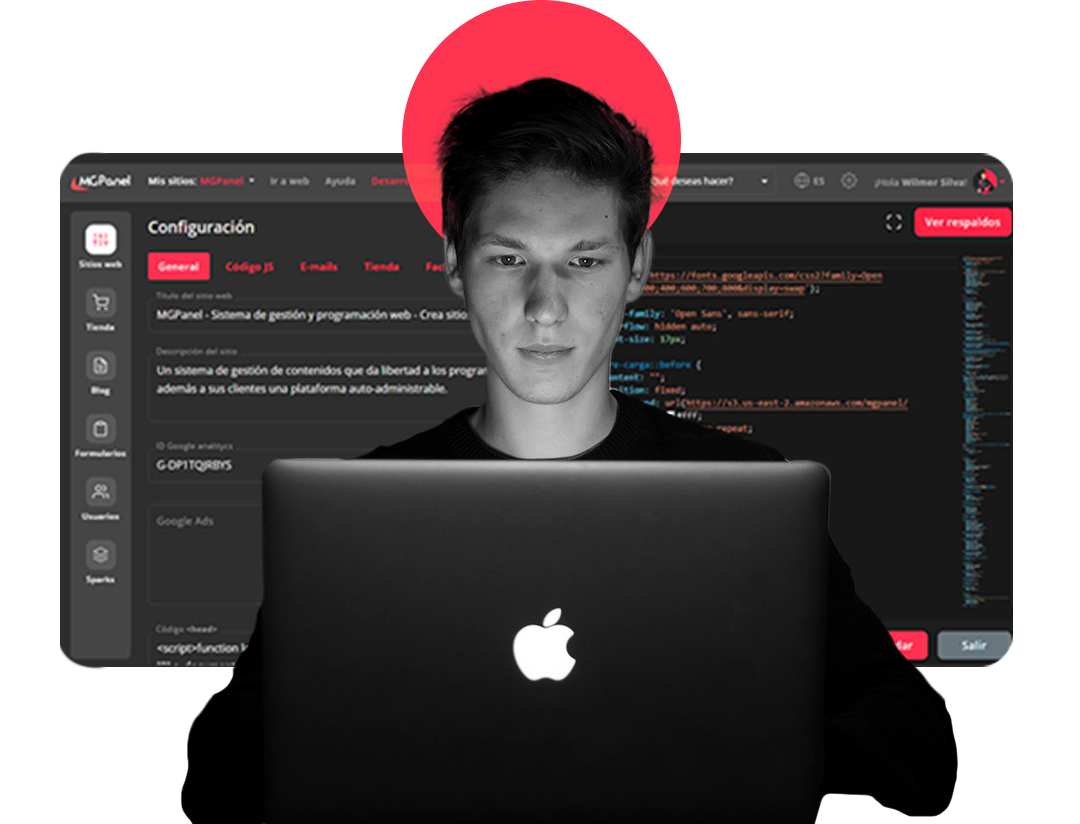 MGPanel
Mis sitios: MGPanel
Ir a web
Ayuda
Desarro
Qué deseas hacer?
ES
¡Hola Wilmer Silva!
Configuración
Ver respaldos
Sitios web
Tienda
Blog
Formularios
Usuarios
Sparks
General
Código JS
E-mails
Tienda
Fac
Título del sitio web
MGPanel - Sistema de gestión y programación web - Crea sitio
Descripción del sitio
Un sistema de gestión de contenidos que da libertad a los progran
además a sus clientes una plataforma auto-administrable.
ID Google analitycs
G-DP1TQJRBYS
Google Ads
Código <head>
<script>function
https://fonts.googleapis.com/css2?family=Open
400,600,700,800&display=swap');
-family: 'Open Sans', sans-serif;
flow: hidden auto;
t-size: 17px;
re-carga::before {
ntent: "";
ition: fixed;
url(https://s3.us-east-2.amazonaws.com/mgpanel/
fff;
repeat;
dar
Salir